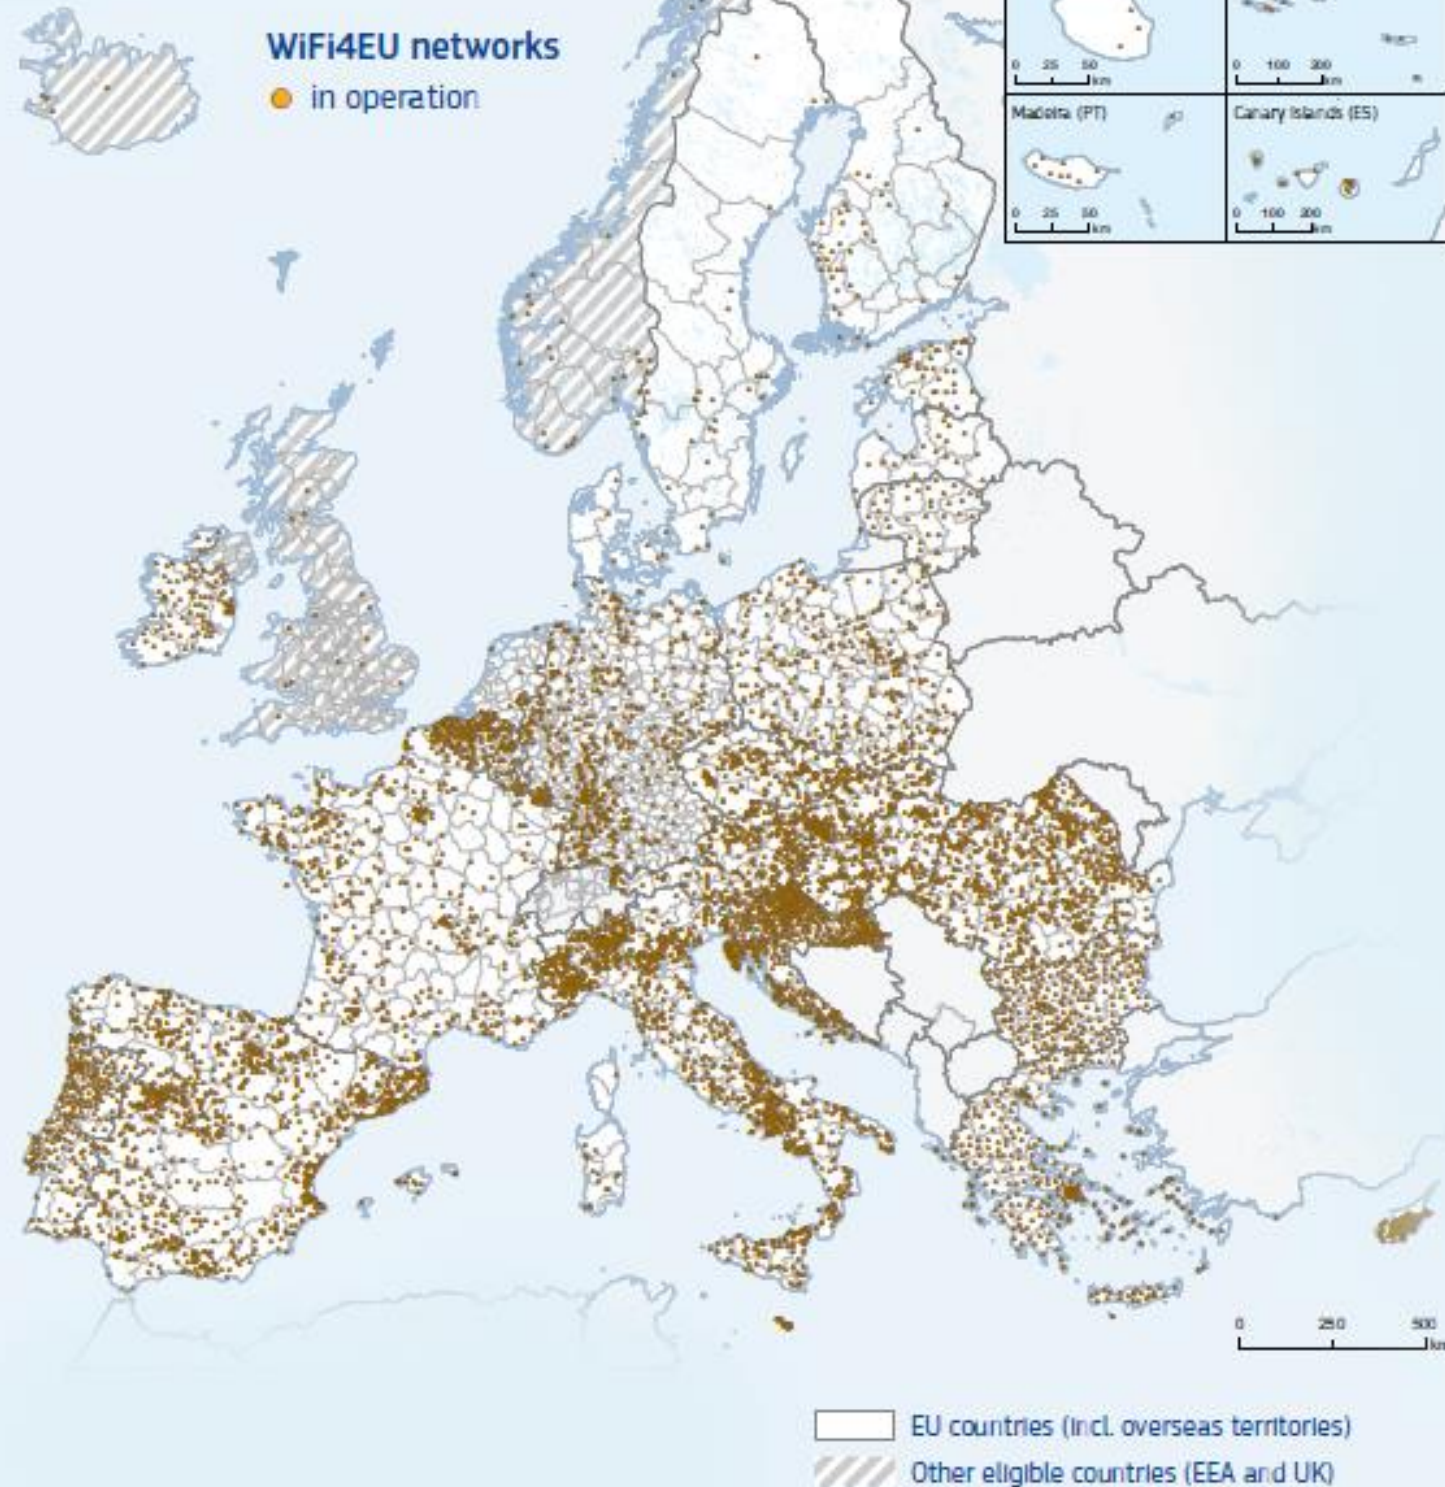 WiFi4EU networks
in operation
0 25 50
km
0 100 200
km
Madeira (PT)
0 25 50
km
Canary Islands (ES)
0 100 200
km
0 250 500
km
EU countries (incl. overseas territories)
Other eligible countries (EEA and UK)